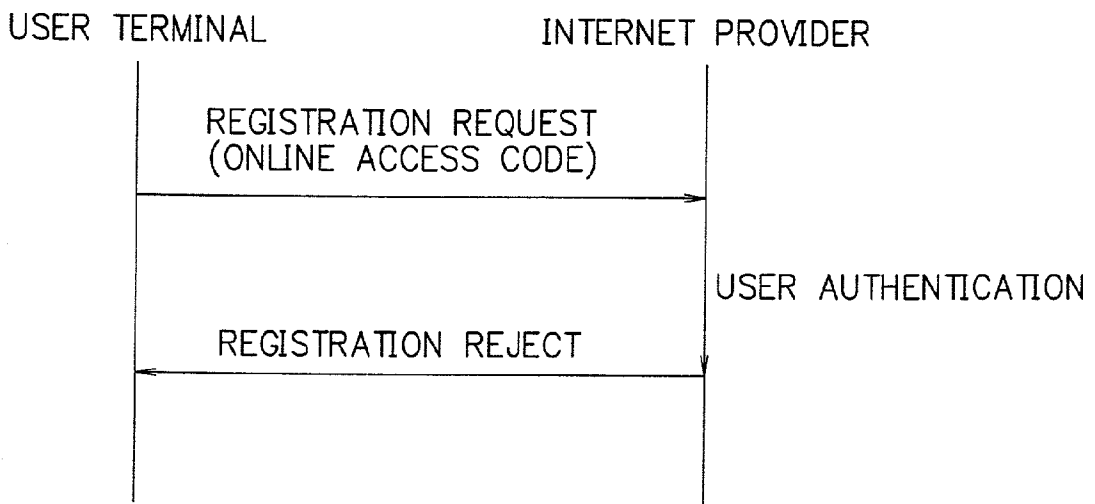 USER TERMINAL
INTERNET PROVIDER
REGISTRATION REQUEST
(ONLINE ACCESS CODE)
USER AUTHENTICATION
REGISTRATION REJECT